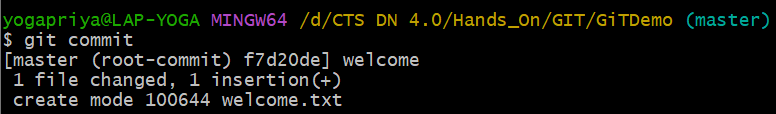 yogapriya@LAP-YOGA MINGW64 /d/CTS DN 4.0/Hands_On/GIT/GiTDemo (master)
$ git commit
[master (root-commit) f7d20de] welcome
 1 file changed, 1 insertion(+)
 create mode 100644 welcome.txt